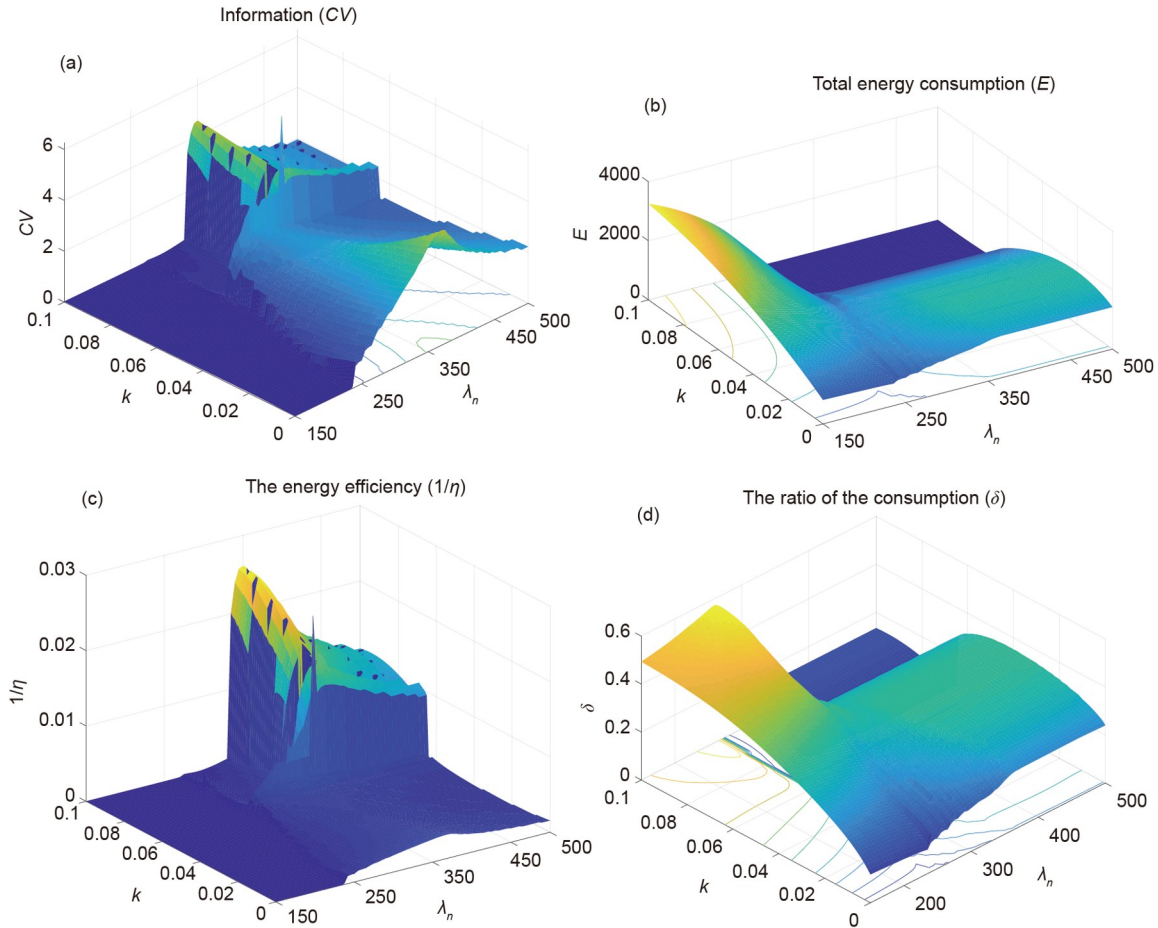 Information (CV)
(a)
6
4
2
0
CV
0.1
0.08
0.06
0.04
0.02
0
k
150
250
350
450
500
λn
Total energy consumption (E)
(b)
4000
2000
0
E
0.1
0.08
0.06
0.04
0.02
0
k
150
250
350
450
500
λn
The energy efficiency (1/η)
(c)
0.03
0.02
0.01
0
1/η
0.1
0.08
0.06
0.04
0.02
0
k
150
250
350
450
500
λn
The ratio of the consumption (δ)
(d)
0.6
0.4
0.2
0
δ
0.1
0.08
0.06
0.04
0.02
0
k
200
300
400
500
λn